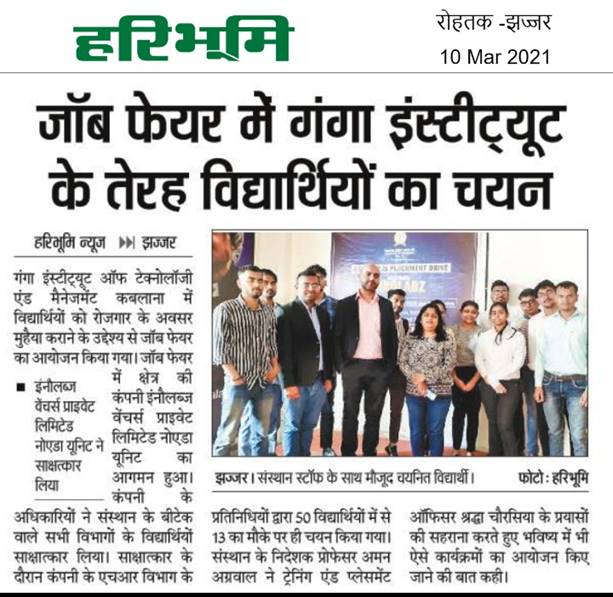 हरिभूमि
रोहतक -झज्जर
10 Mar 2021
जॉब फेयर में गंगा इंस्टीट्यूट
के तेरह विद्यार्थियों का चयन
हरिभूमि न्यूज ▸▸| झज्जर
गंगा इंस्टीट्यूट ऑफ टेक्नोलॉजी
एंड मैनेजमेंट कबलाना में
विद्यार्थियों को रोजगार के अवसर
मुहैया कराने के उद्देश्य से जॉब फेयर
का आयोजन किया गया। जॉब फेयर
में क्षेत्र की
कंपनी इंनौलब्ज
वेंचर्स प्राइवेट
लिमिटेड नोएडा
यूनिट का
आगमन हुआ।
कंपनी के
■ इंनौलब्ज
वेंचर्स प्राइवेट
लिमिटेड
नोएडा यूनिट ने
साक्षात्कार
लिया
अधिकारियों ने संस्थान के बीटेक
वाले सभी विभागों के विद्यार्थियों
साक्षात्कार लिया। साक्षात्कार के
दौरान कंपनी के एचआर विभाग के
PLACEMENT DRIVE
झज्जर। संस्थान स्टॉफ के साथ मौजूद चयनित विद्यार्थी।
फोटो : हरिभूमि
प्रतिनिधियों द्वारा 50 विद्यार्थियों में से
13 का मौके पर ही चयन किया गया।
संस्थान के निदेशक प्रोफेसर अमन
अग्रवाल ने ट्रेनिंग एंड प्लेसमेंट
ऑफिसर श्रद्धा चौरसिया के प्रयासों
की सहराना करते हुए भविष्य में भी
ऐसे कार्यक्रमों का आयोजन किए
जाने की बात कही।